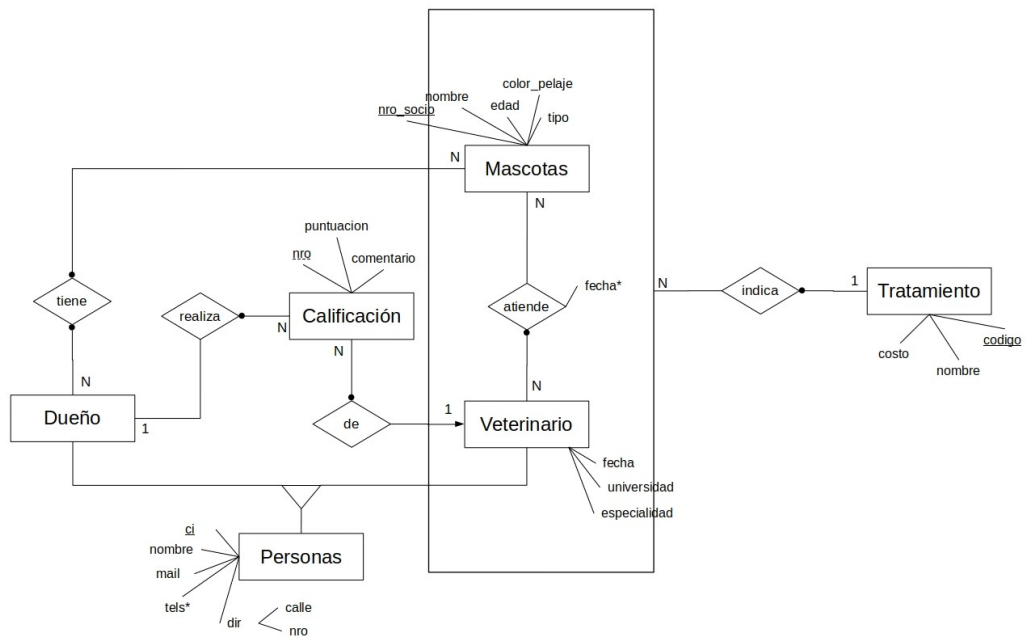 color_pelaje
nombre
edad
nro_socio
tipo
N
Mascotas
N
puntuacion
nro
comentario
tiene
realiza
N
Calificación
N
atiende
fecha*
N
indica
1
Tratamiento
costo
nombre
codigo
N
Dueño
1
de
1
N
Veterinario
fecha
universidad
especialidad
ci
nombre
mail
tels*
dir
calle
nro
Personas